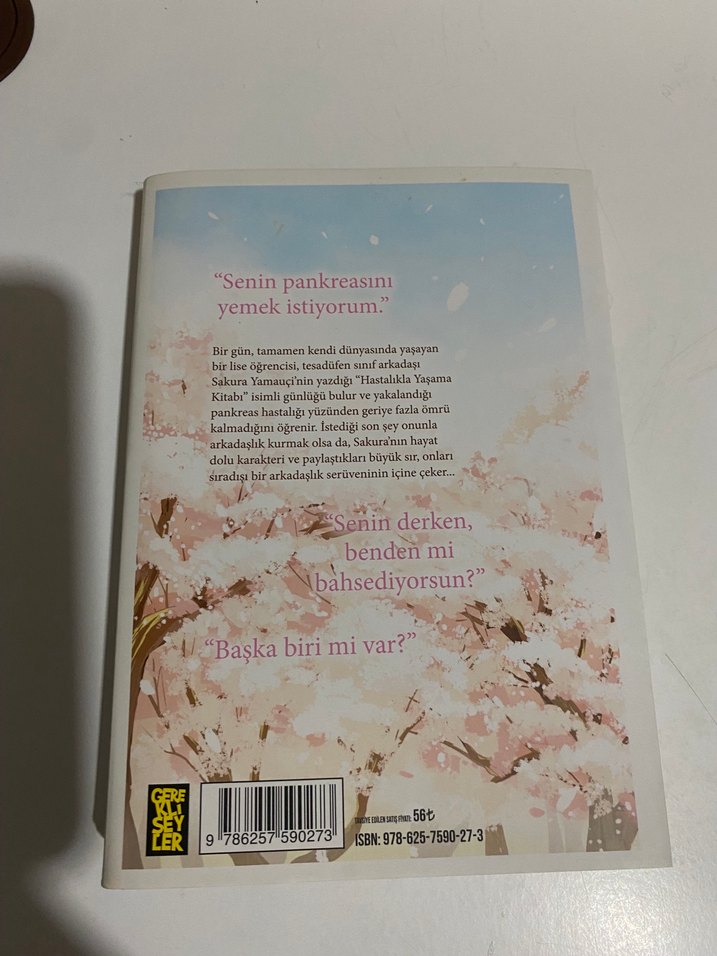 “Senin pankreasını
yemek istiyorum.”
Bir gün, tamamen kendi dünyasında yaşayan
bir lise öğrencisi, tesadüfen sınıf arkadaşı
Sakura Yamauçi’nin yazdığı “Hastalıkla Yaşama
Kitabı” isimli günlüğü bulur ve yakalandığı
pankreas hastalığı yüzünden geriye fazla ömrü
kalmadığını öğrenir. İstediği son şey onunla
arkadaşlık kurmak olsa da, Sakura’nın hayat
dolu karakteri ve paylaştıkları büyük sır, onları
sıradışı bir arkadaşlık serüveninin içine çeker...
“Senin derken,
benden mi
bahsediyorsun?”
“Başka biri mi var?”
GERE
KLİ
ŞEY
LER
9 786257 590273
TAVSİYE EDİLEN SATIŞ FİYATI: 56₺
ISBN: 978-625-7590-27-3